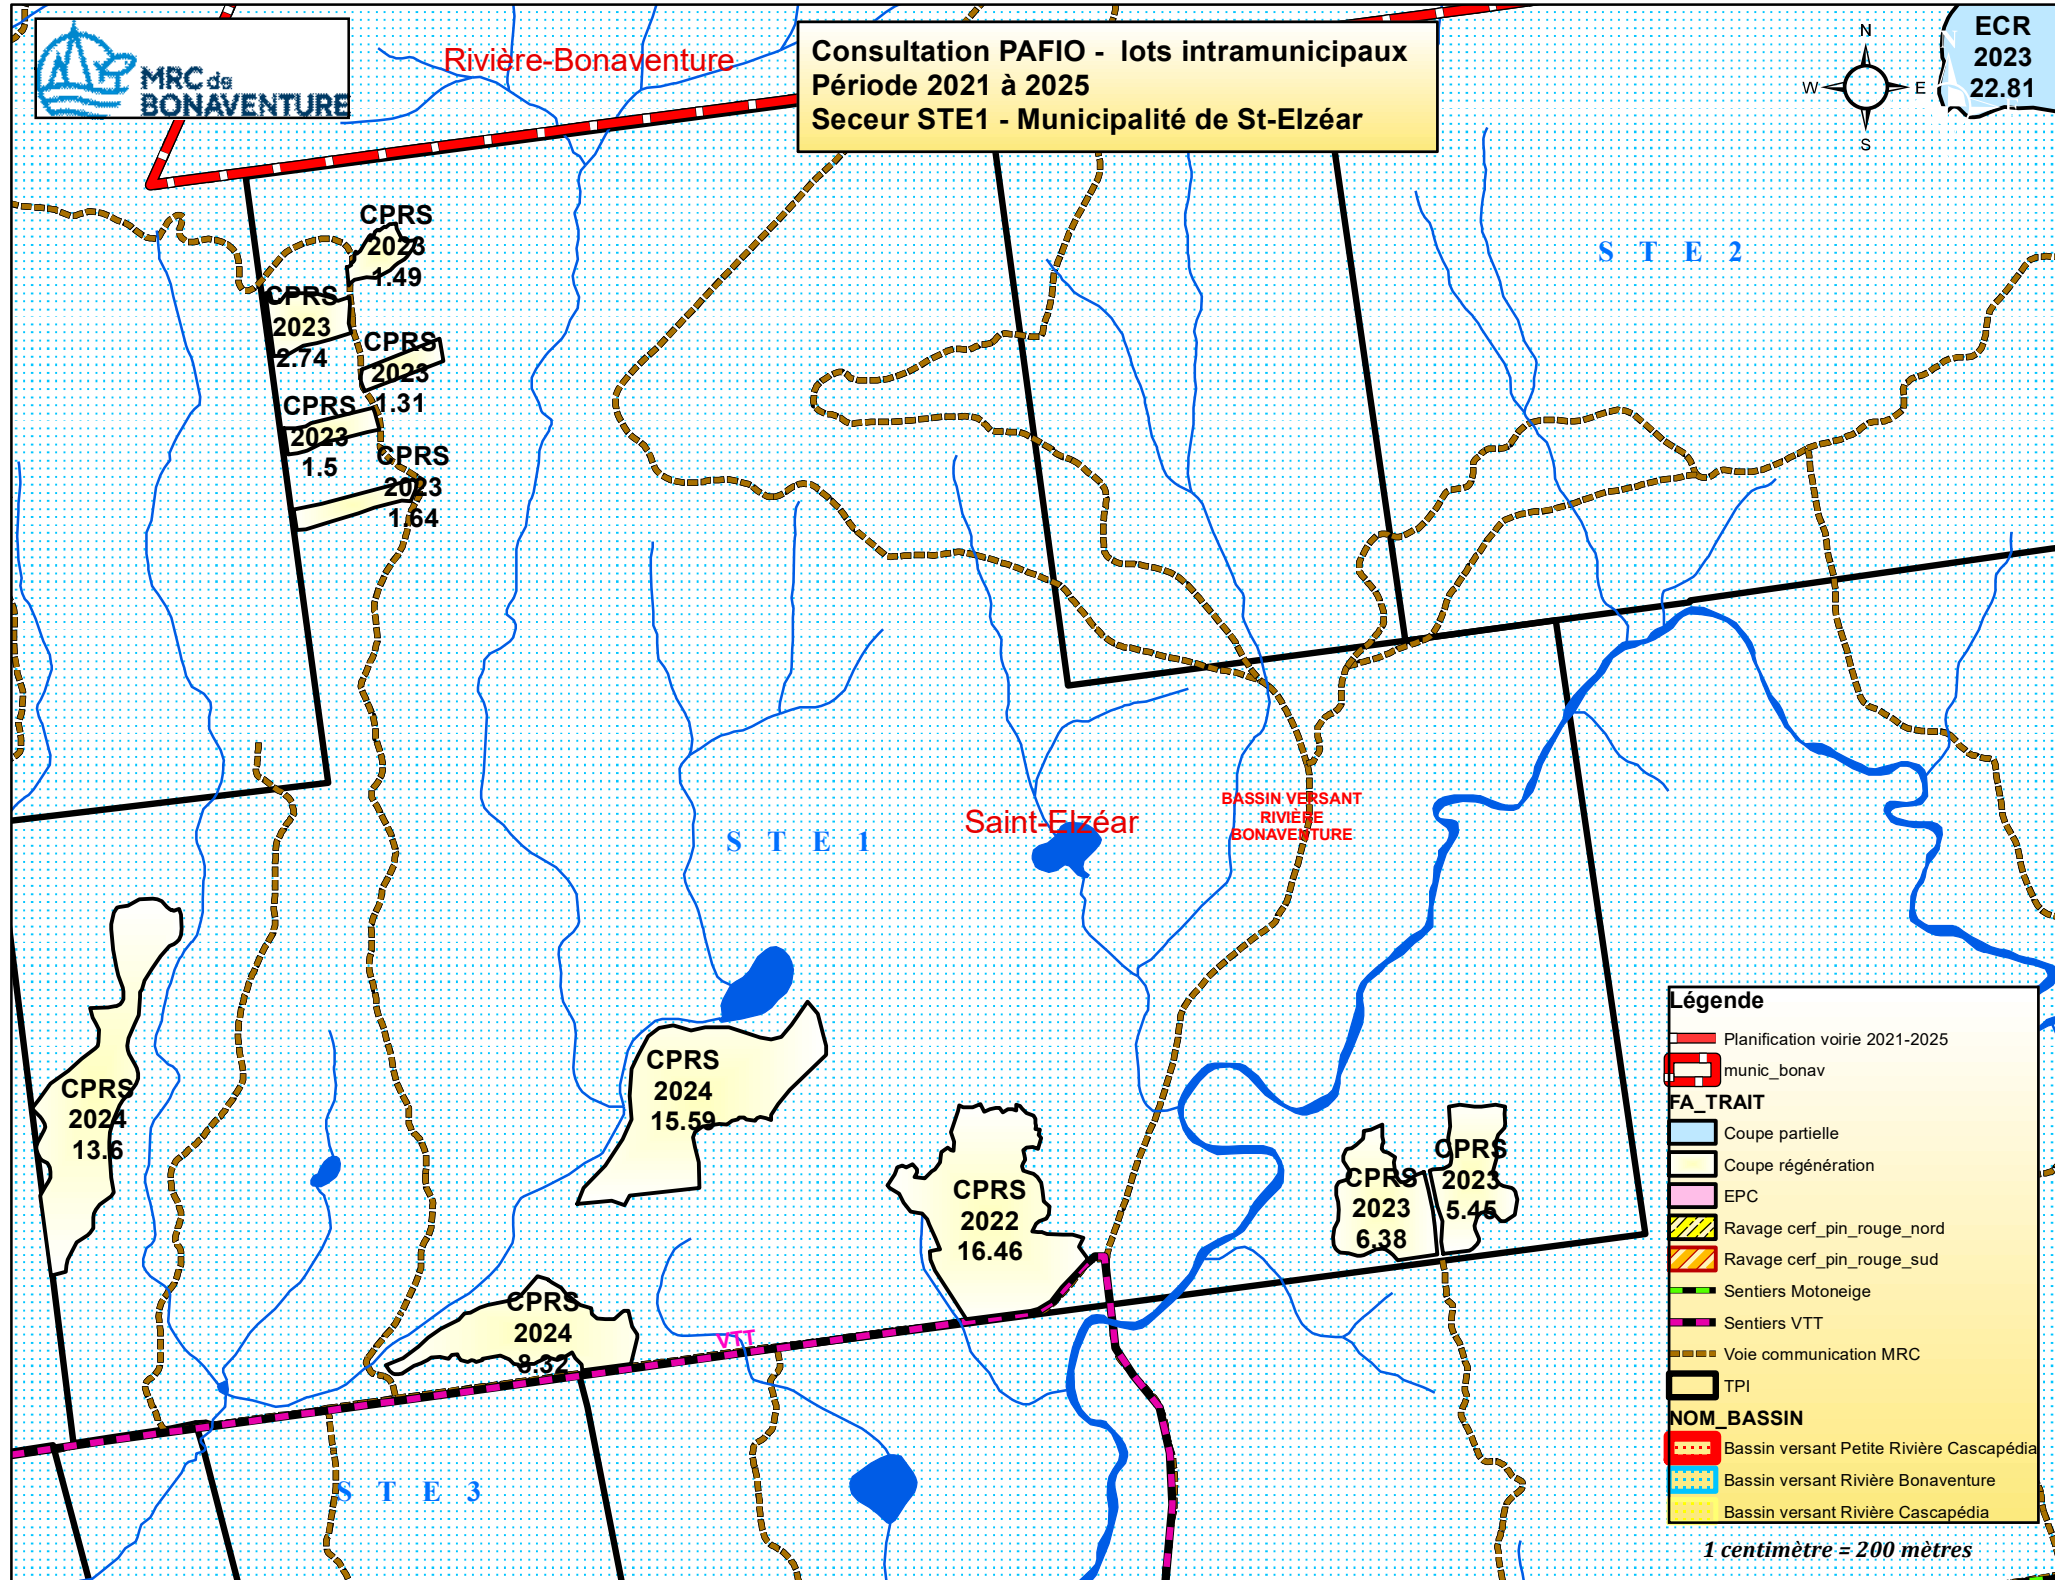 MRC de
BONAVENTURE
Rivière-Bonaventure
Consultation PAFIO - lots intramunicipaux
Période 2021 à 2025
Seceur STE1 - Municipalité de St-Elzéar
N
W
E
S
ECR
2023
22.81
CPRS
2023
1.49
CPRS
2023
2.74
CPRS
2023
1.31
CPRS
2023
1.5
CPRS
2023
1.64
STE 2
STE 1
Saint-Elzéar
BASSIN VERSANT
RIVIÈRE
BONAVENTURE
CPRS
2024
13.6
CPRS
2024
15.59
CPRS
2022
16.46
CPRS
2023
6.38
CPRS
2023
5.45
CPRS
2024
8.32
VTT
STE 3
Légende
Planification voirie 2021-2025
munic_bonav
FA_TRAIT
Coupe partielle
Coupe régénération
EPC
Ravage cerf_pin_rouge_nord
Ravage cerf_pin_rouge_sud
Sentiers Motoneige
Sentiers VTT
Voie communication MRC
TPI
NOM_BASSIN
Bassin versant Petite Rivière Cascapédia
Bassin versant Rivière Bonaventure
Bassin versant Rivière Cascapédia
1 centimètre = 200 mètres